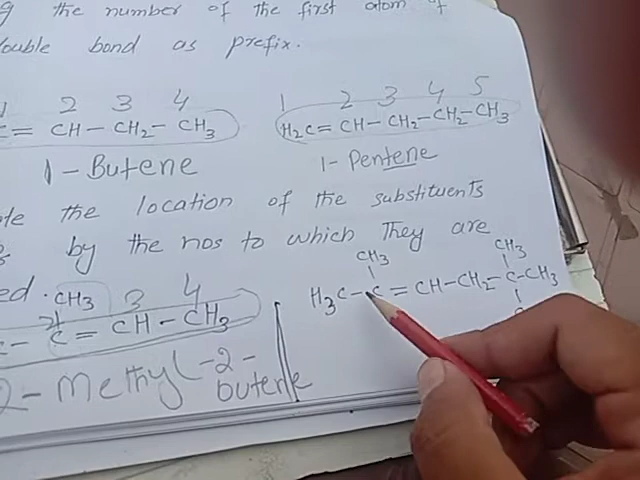 the number of the first atom of
double bond as prefix.
1 2 3 4
C = CH - CH2 - CH3
1 - Butene
1 2 3 4 5
H2C = CH - CH2 - CH2 - CH3
1 - Pentene
the location of the substituents
by the nos to which They are
CH3 3 4
C - C = CH - CH3
2 - Methyl - 2 - butene
CH3 CH3
H3C - C = CH - CH2 - C - CH3